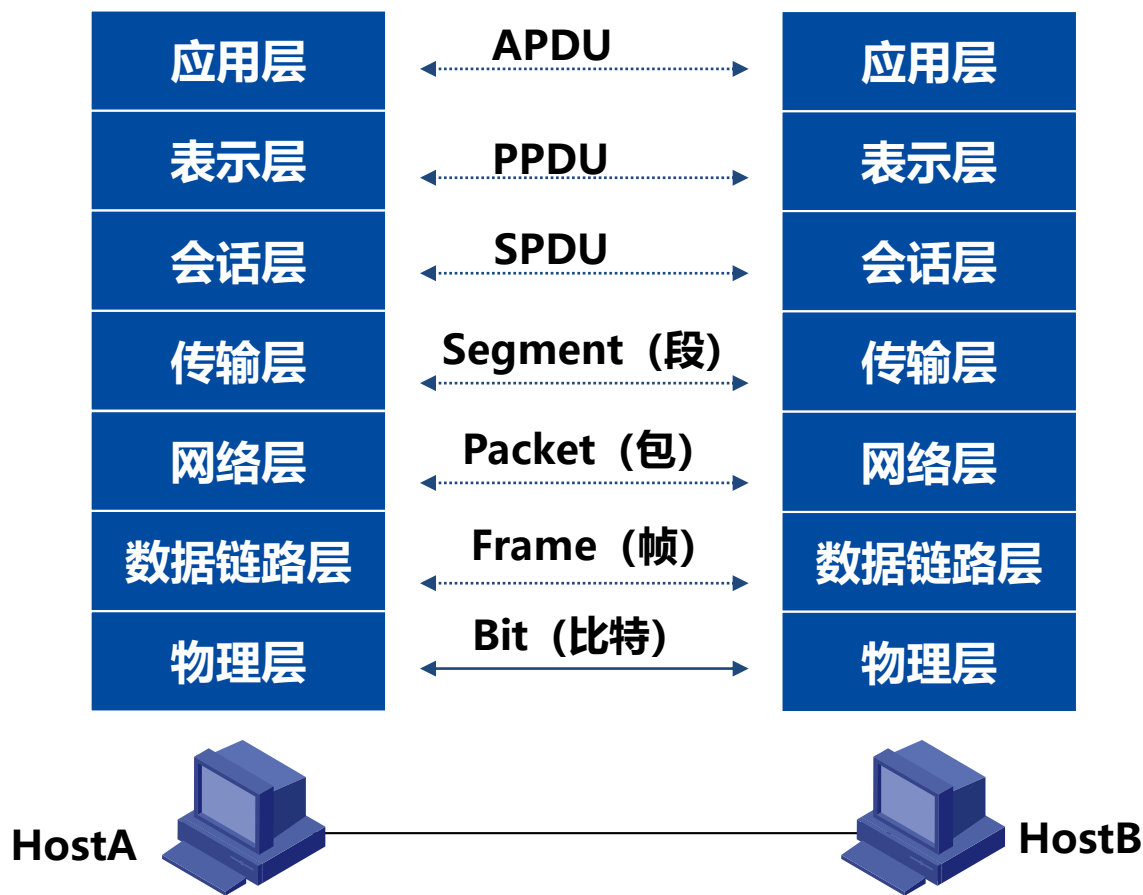 应用层
APDU
应用层
表示层
PPDU
表示层
会话层
SPDU
会话层
传输层
Segment（段）
传输层
网络层
Packet（包）
网络层
数据链路层
Frame（帧）
数据链路层
物理层
Bit（比特）
物理层
HostA
HostB